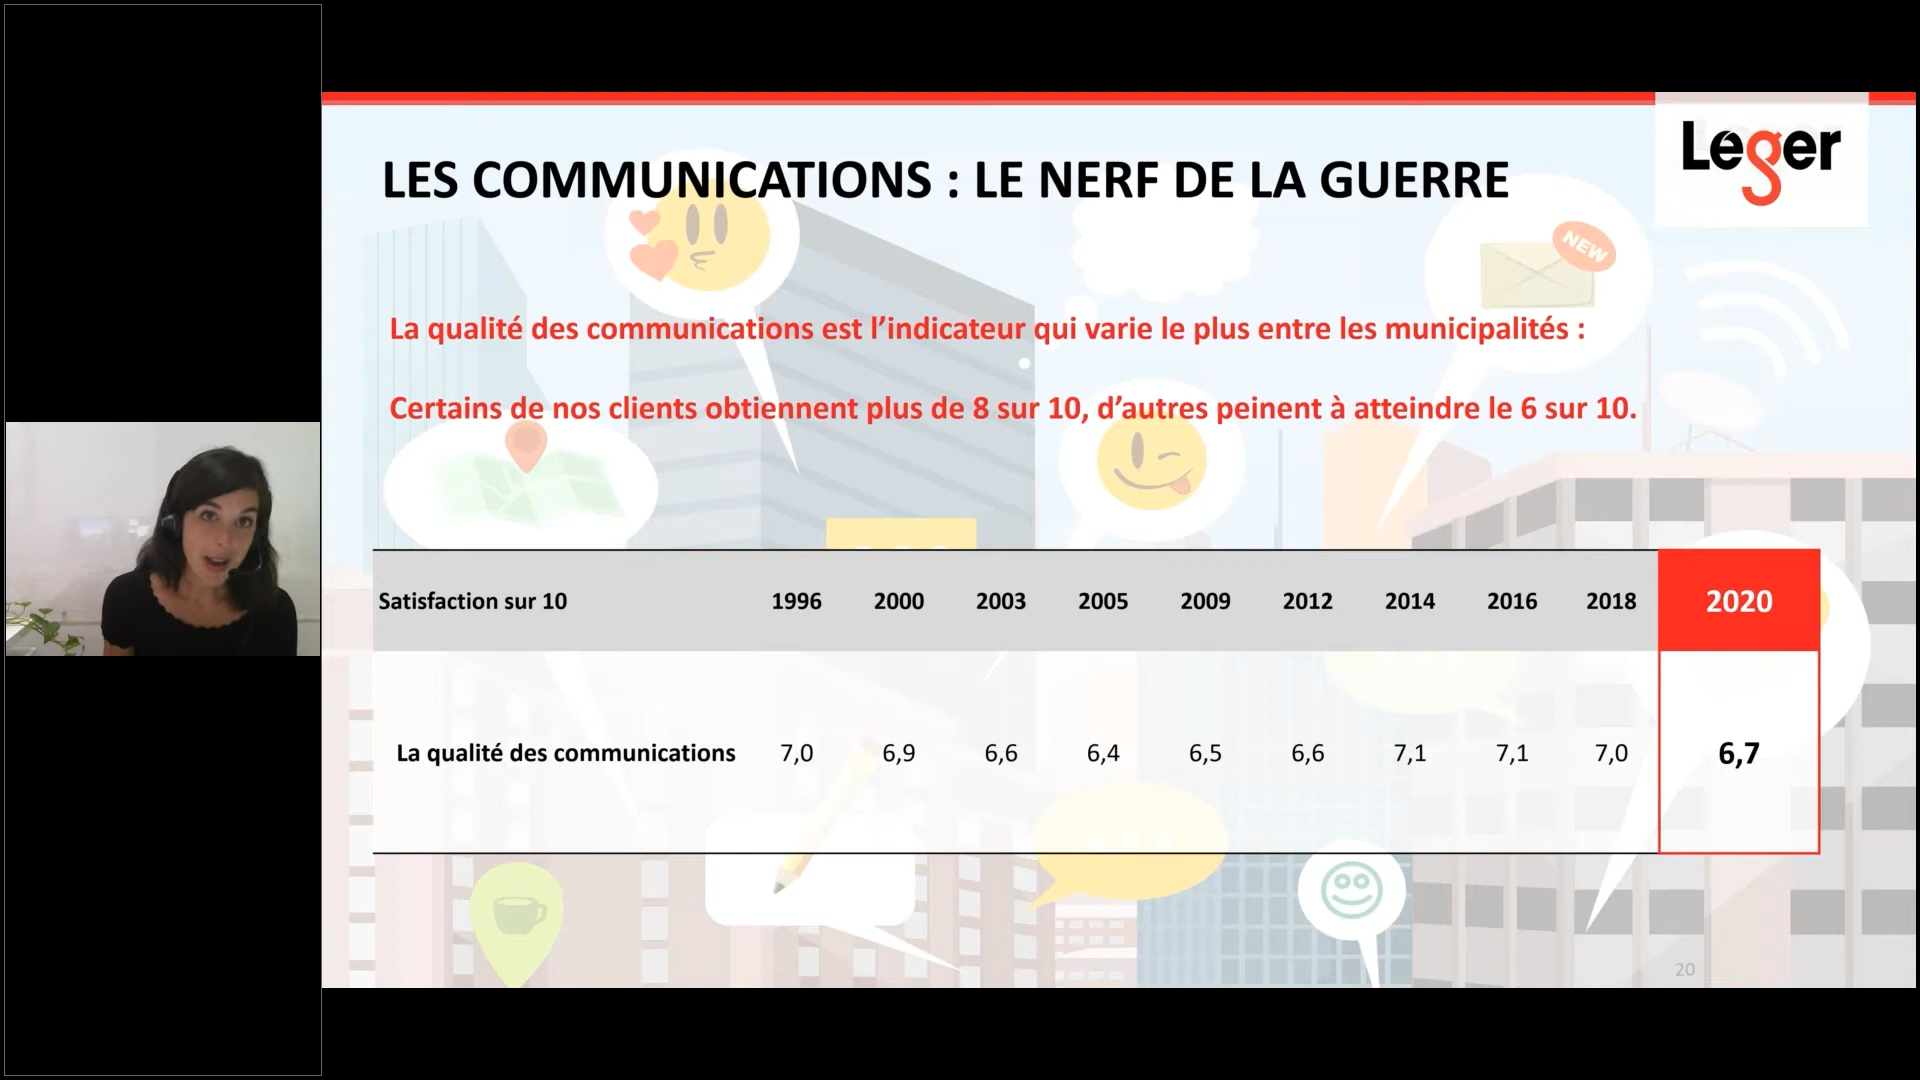 Léger
LES COMMUNICATIONS : LE NERF DE LA GUERRE
NEW
La qualité des communications est l’indicateur qui varie le plus entre les municipalités :
Certains de nos clients obtiennent plus de 8 sur 10, d’autres peinent à atteindre le 6 sur 10.
Satisfaction sur 10 1996 2000 2003 2005 2009 2012 2014 2016 2018 2020
La qualité des communications 7,0 6,9 6,6 6,4 6,5 6,6 7,1 7,1 7,0 6,7
20